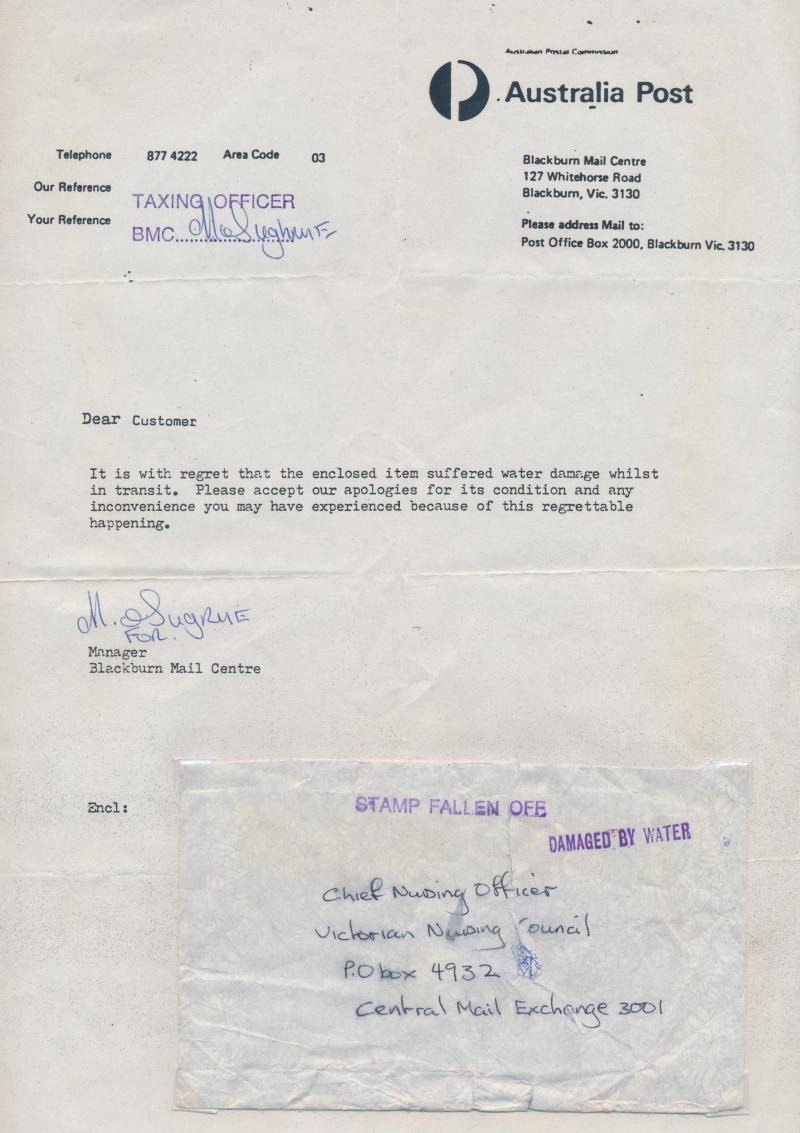 Australian Postal Commission
Australia Post
Telephone 877 4222 Area Code 03
Our Reference
Your Reference
TAXING OFFICER
BMC.................... M. O'Sugrue
Blackburn Mail Centre
127 Whitehorse Road
Blackburn, Vic. 3130
Please address Mail to:
Post Office Box 2000, Blackburn Vic. 3130
Dear Customer
It is with regret that the enclosed item suffered water damage whilst
in transit. Please accept our apologies for its condition and any
inconvenience you may have experienced because of this regrettable
happening.
FOR.
Manager
Blackburn Mail Centre
Encl:
STAMP FALLEN OFF
DAMAGED BY WATER
Chief Nursing Officer
Victorian Nursing Council
P.O box 4932
Central Mail Exchange 3001